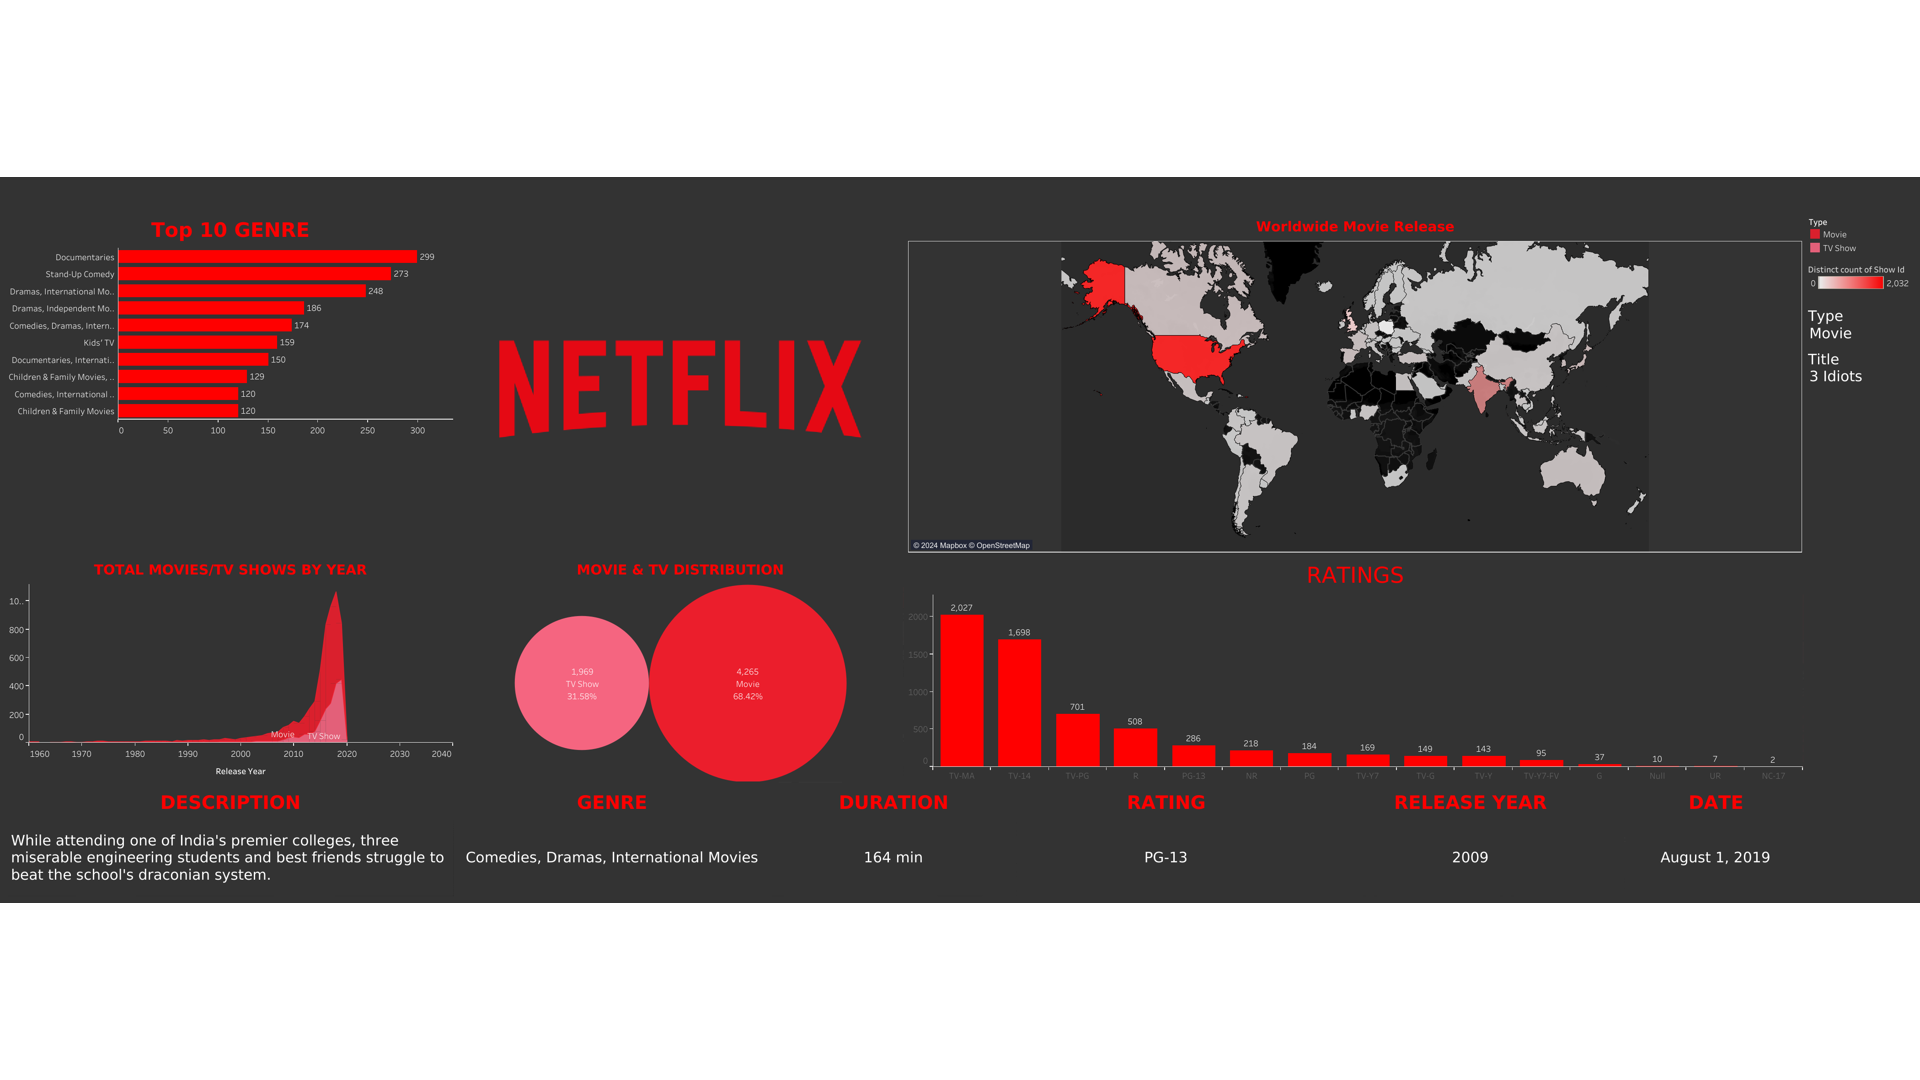 Top 10 GENRE
Documentaries 299
Stand-Up Comedy 273
Dramas, International Mo.. 248
Dramas, Independent Mo.. 186
Comedies, Dramas, Intern.. 174
Kids' TV 159
Documentaries, Internati.. 150
Children & Family Movies, .. 129
Comedies, International .. 120
Children & Family Movies 120
0 50 100 150 200 250 300
NETFLIX
Worldwide Movie Release
© 2024 Mapbox © OpenStreetMap
Type
Movie
TV Show
Distinct count of Show Id
0 2,032
Type
Movie
Title
3 Idiots
TOTAL MOVIES/TV SHOWS BY YEAR
10..
800
600
400
200
0
Movie TV Show
1960 1970 1980 1990 2000 2010 2020 2030 2040
Release Year
MOVIE & TV DISTRIBUTION
1,969
TV Show
31.58%
4,265
Movie
68.42%
RATINGS
2000
1500
1000
500
0
2,027 1,698 701 508 286 218 184 169 149 143 95 37 10 7 2
TV-MA TV-14 TV-PG R PG-13 NR PG TV-Y7 TV-G TV-Y TV-Y7-FV G Null UR NC-17
DESCRIPTION GENRE DURATION RATING RELEASE YEAR DATE
While attending one of India's premier colleges, three
miserable engineering students and best friends struggle to
beat the school's draconian system.
Comedies, Dramas, International Movies 164 min PG-13 2009 August 1, 2019